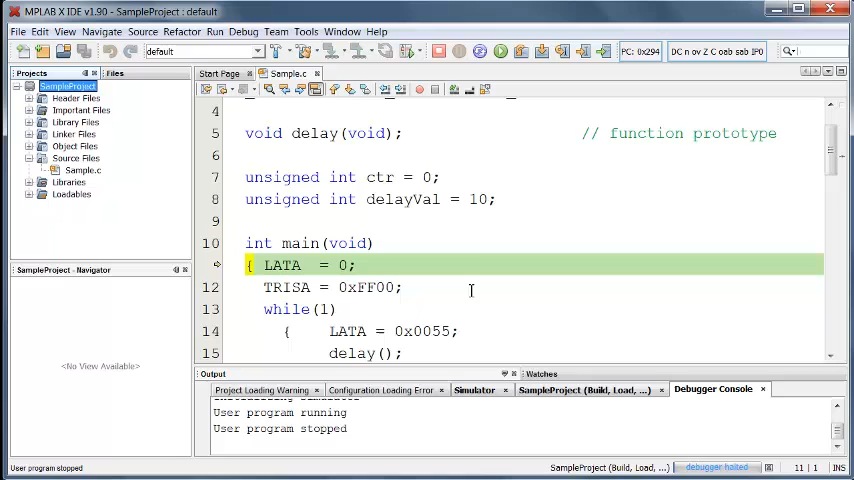 MPLAB X IDE v1.90 - SampleProject : default
File Edit View Navigate Source Refactor Run Debug Team Tools Window Help
default
PC: 0x294
DC n ov Z C oab sab IP0
Projects
Files
SampleProject
Header Files
Important Files
Library Files
Linker Files
Object Files
Source Files
Sample.c
Libraries
Loadables
Start Page
Sample.c
4
5 void delay(void); // function prototype
6
7 unsigned int ctr = 0;
8 unsigned int delayVal = 10;
9
10 int main(void)
{ LATA = 0;
12 TRISA = 0xFF00;
13 while(1)
14 { LATA = 0x0055;
15 delay();
SampleProject - Navigator
<No View Available>
Output
Watches
Project Loading Warning
Configuration Loading Error
Simulator
SampleProject (Build, Load, ...)
Debugger Console
User program running
User program stopped
User program stopped
SampleProject (Build, Load, ...)
debugger halted
11 | 1
INS